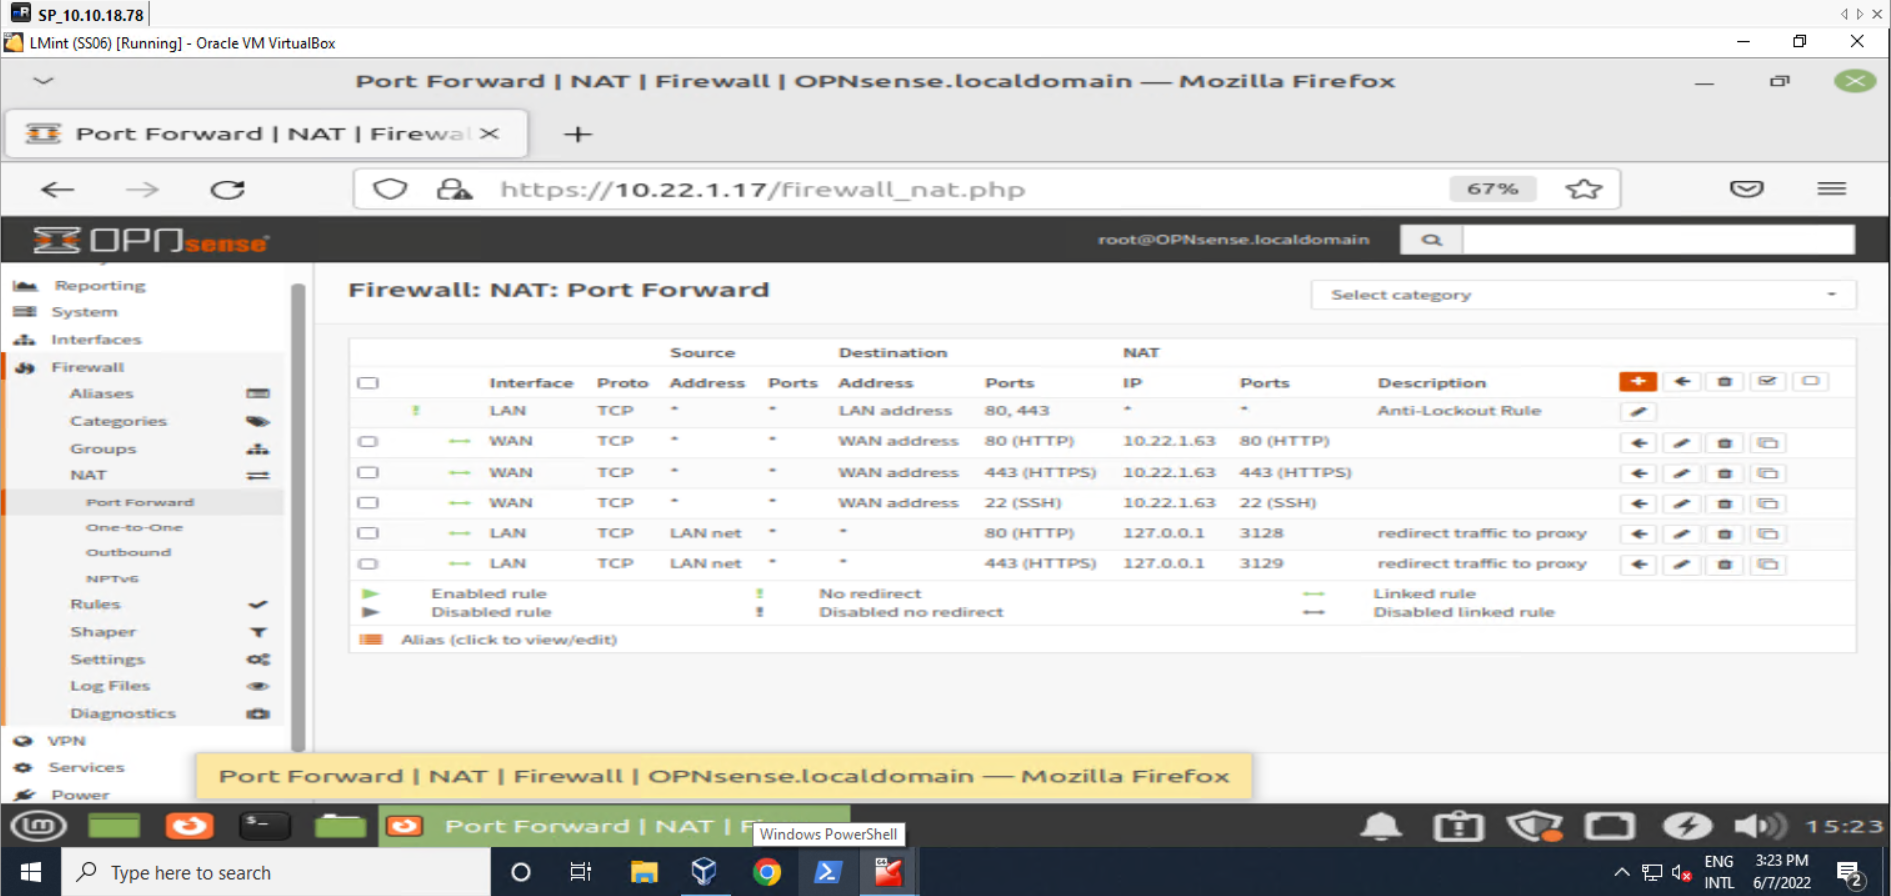 SP_10.10.18.78
LMint (SS06) [Running] - Oracle VM VirtualBox
Port Forward | NAT | Firewall | OPNsense.localdomain — Mozilla Firefox
Port Forward | NAT | Firewal
https://10.22.1.17/firewall_nat.php 67%
OPNsense root@OPNsense.localdomain
Reporting
System
Interfaces
Firewall
Aliases
Categories
Groups
NAT
Port Forward
One-to-One
Outbound
NPTv6
Rules
Shaper
Settings
Log Files
Diagnostics
VPN
Services
Power
Firewall: NAT: Port Forward
Select category
Source Destination NAT
Interface Proto Address Ports Address Ports IP Ports Description
LAN TCP * * LAN address 80, 443 * * Anti-Lockout Rule
WAN TCP * * WAN address 80 (HTTP) 10.22.1.63 80 (HTTP)
WAN TCP * * WAN address 443 (HTTPS) 10.22.1.63 443 (HTTPS)
WAN TCP * * WAN address 22 (SSH) 10.22.1.63 22 (SSH)
LAN TCP LAN net * * 80 (HTTP) 127.0.0.1 3128 redirect traffic to proxy
LAN TCP LAN net * * 443 (HTTPS) 127.0.0.1 3129 redirect traffic to proxy
Enabled rule ! No redirect Linked rule
Disabled rule ! Disabled no redirect Disabled linked rule
Alias (click to view/edit)
Port Forward | NAT | Firewall | OPNsense.localdomain — Mozilla Firefox
Port Forward | NAT | F
15:23
Windows PowerShell
Type here to search
ENG
INTL
3:23 PM
6/7/2022
2